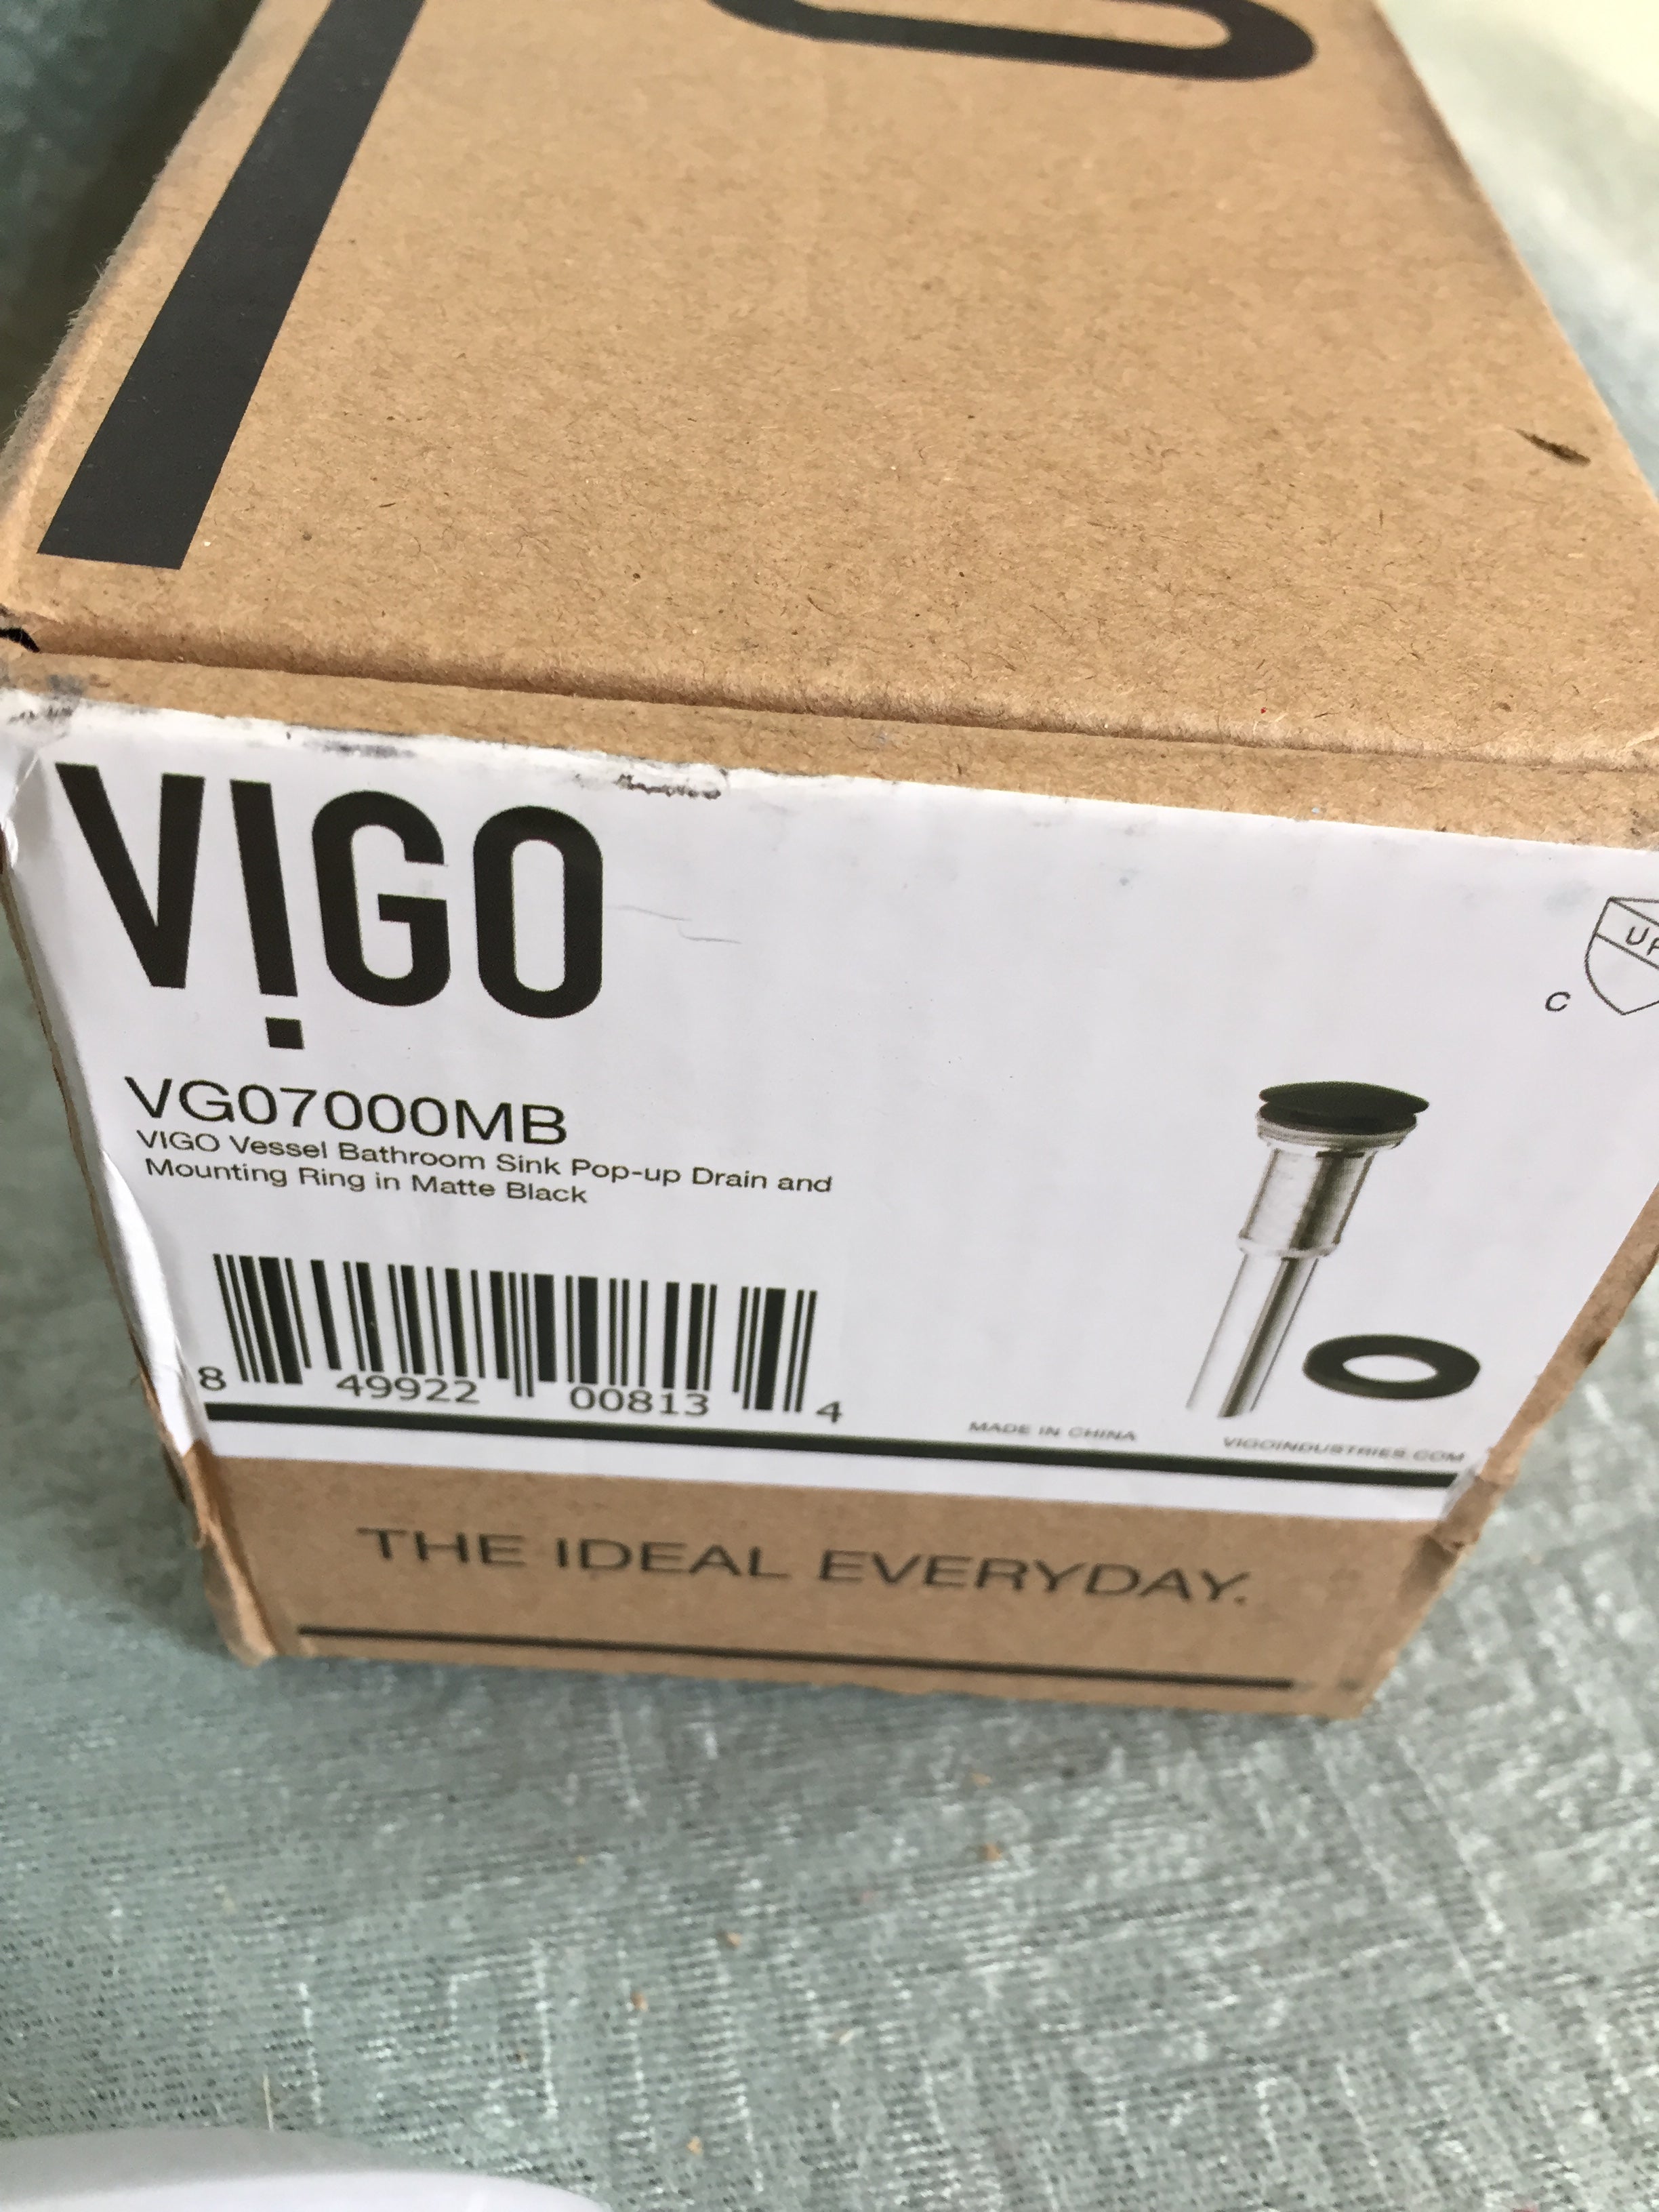 VIGO
C
VG07000MB
VIGO Vessel Bathroom Sink Pop-up Drain and
Mounting Ring in Matte Black
8 49922 00813 4
MADE IN CHINA
VIGOINDUSTRIES.COM
THE IDEAL EVERYDAY.